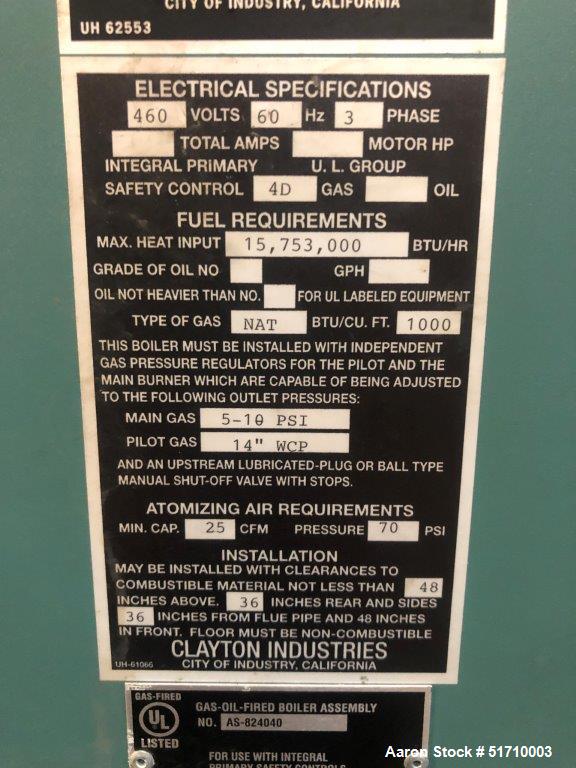 CITY OF INDUSTRY, CALIFORNIA
UH 62553
ELECTRICAL SPECIFICATIONS
460 VOLTS 60 Hz 3 PHASE
TOTAL AMPS MOTOR HP
INTEGRAL PRIMARY U. L. GROUP
SAFETY CONTROL 4D GAS OIL
FUEL REQUIREMENTS
MAX. HEAT INPUT 15,753,000 BTU/HR
GRADE OF OIL NO GPH
OIL NOT HEAVIER THAN NO. FOR UL LABELED EQUIPMENT
TYPE OF GAS NAT BTU/CU. FT. 1000
THIS BOILER MUST BE INSTALLED WITH INDEPENDENT
GAS PRESSURE REGULATORS FOR THE PILOT AND THE
MAIN BURNER WHICH ARE CAPABLE OF BEING ADJUSTED
TO THE FOLLOWING OUTLET PRESSURES:
MAIN GAS 5-10 PSI
PILOT GAS 14" WCP
AND AN UPSTREAM LUBRICATED-PLUG OR BALL TYPE
MANUAL SHUT-OFF VALVE WITH STOPS.
ATOMIZING AIR REQUIREMENTS
MIN. CAP. 25 CFM PRESSURE 70 PSI
INSTALLATION
MAY BE INSTALLED WITH CLEARANCES TO
COMBUSTIBLE MATERIAL NOT LESS THAN 48
INCHES ABOVE. 36 INCHES REAR AND SIDES
36 INCHES FROM FLUE PIPE AND 48 INCHES
IN FRONT. FLOOR MUST BE NON-COMBUSTIBLE
CLAYTON INDUSTRIES
UH-61066 CITY OF INDUSTRY, CALIFORNIA
GAS-FIRED
UL
LISTED
GAS-OIL-FIRED BOILER ASSEMBLY
NO. AS-824040
FOR USE WITH INTEGRAL
PRIMARY SAFETY CONTROLS
Aaron Stock # 51710003